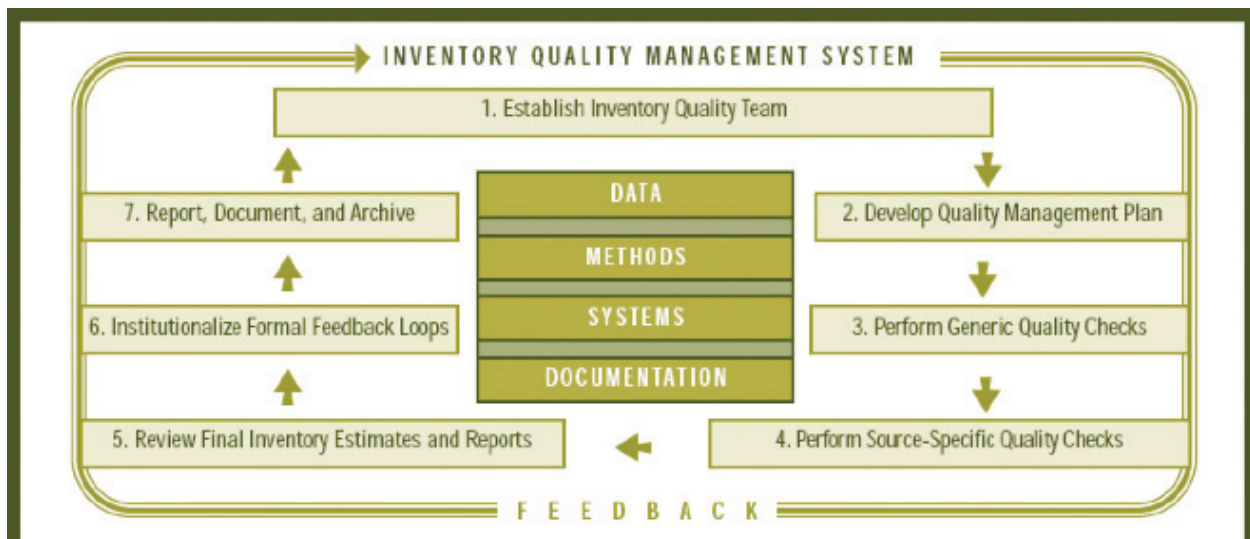 INVENTORY QUALITY MANAGEMENT SYSTEM
1. Establish Inventory Quality Team
2. Develop Quality Management Plan
3. Perform Generic Quality Checks
4. Perform Source-Specific Quality Checks
5. Review Final Inventory Estimates and Reports
6. Institutionalize Formal Feedback Loops
7. Report, Document, and Archive
DATA
METHODS
SYSTEMS
DOCUMENTATION
FEEDBACK